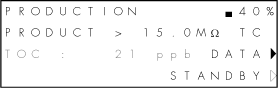 PRODUCTION 40%
PRODUCT > 15.0MΩ TC
TOC : 21 ppb DATA
STANDBY